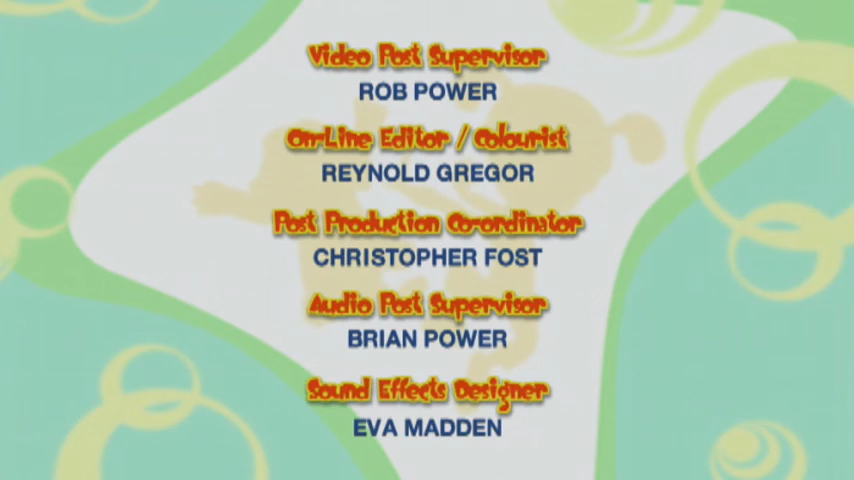 Video Post Supervisor
ROB POWER
On-Line Editor / Colourist
REYNOLD GREGOR
Post Production Co-ordinator
CHRISTOPHER FOST
Audio Post Supervisor
BRIAN POWER
Sound Effects Designer
EVA MADDEN